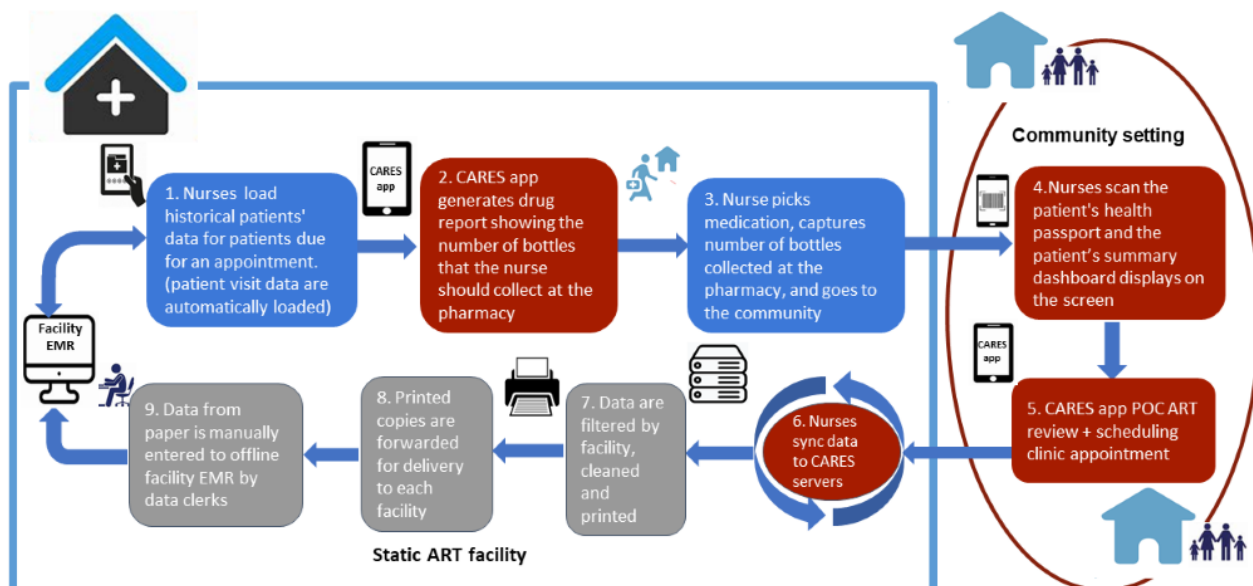 Community setting
CARES
app
1. Nurses load
historical patients'
data for patients due
for an appointment.
(patient visit data are
automatically loaded)
2. CARES app
generates drug
report showing the
number of bottles
that the nurse
should collect at the
pharmacy
3. Nurse picks
medication, captures
number of bottles
collected at the
pharmacy, and goes to
the community
4.Nurses scan the
patient's health
passport and the
patient’s summary
dashboard displays on
the screen
Facility
EMR
CARES
app
5. CARES app POC ART
review + scheduling
clinic appointment
6. Nurses
sync data
to CARES
servers
7. Data are
filtered by
facility,
cleaned
and
printed
8. Printed
copies are
forwarded
for delivery
to each
facility
9. Data from
paper is manually
entered to offline
facility EMR by
data clerks
Static ART facility